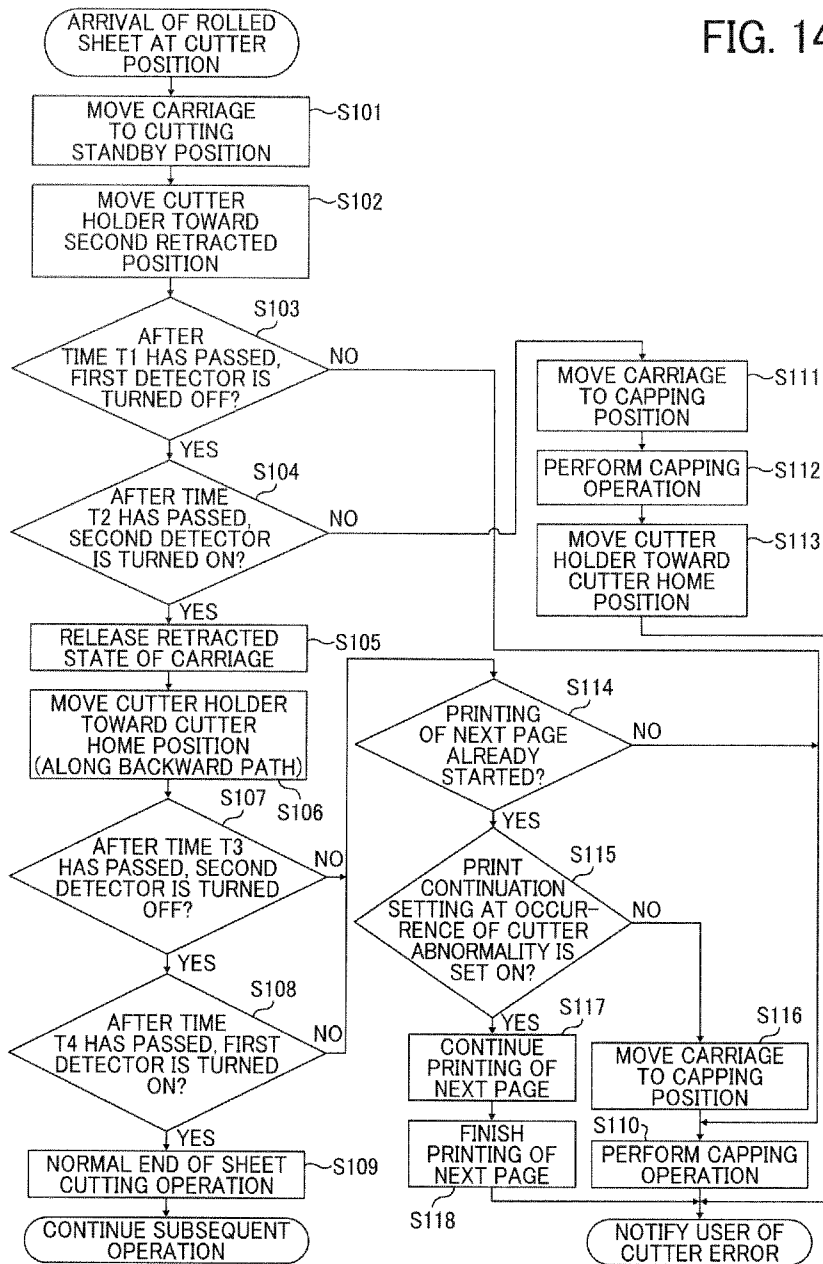 FIG. 14
ARRIVAL OF ROLLED
SHEET AT CUTTER
POSITION
MOVE CARRIAGE
TO CUTTING
STANDBY POSITION
S101
MOVE CUTTER
HOLDER TOWARD
SECOND RETRACTED
POSITION
S102
S103
AFTER
TIME T1 HAS PASSED,
FIRST DETECTOR IS
TURNED OFF?
NO
YES
S104
AFTER TIME
T2 HAS PASSED,
SECOND DETECTOR
IS TURNED ON?
NO
YES
RELEASE RETRACTED
STATE OF CARRIAGE
S105
MOVE CUTTER HOLDER
TOWARD CUTTER
HOME POSITION
(ALONG BACKWARD PATH)
S106
S107
AFTER TIME T3
HAS PASSED, SECOND
DETECTOR IS TURNED
OFF?
NO
YES
S108
AFTER TIME
T4 HAS PASSED, FIRST
DETECTOR IS TURNED
ON?
NO
YES
NORMAL END OF SHEET
CUTTING OPERATION
S109
CONTINUE SUBSEQUENT
OPERATION
MOVE CARRIAGE
TO CAPPING
POSITION
S111
PERFORM CAPPING
OPERATION
S112
MOVE CUTTER
HOLDER TOWARD
CUTTER HOME
POSITION
S113
S114
PRINTING
OF NEXT PAGE
ALREADY
STARTED?
NO
YES
S115
PRINT
CONTINUATION
SETTING AT OCCUR-
RENCE OF CUTTER
ABNORMALITY IS
SET ON?
NO
YES
S117
CONTINUE
PRINTING OF
NEXT PAGE
FINISH
PRINTING OF
NEXT PAGE
S118
S116
MOVE CARRIAGE
TO CAPPING
POSITION
S110
PERFORM CAPPING
OPERATION
NOTIFY USER OF
CUTTER ERROR